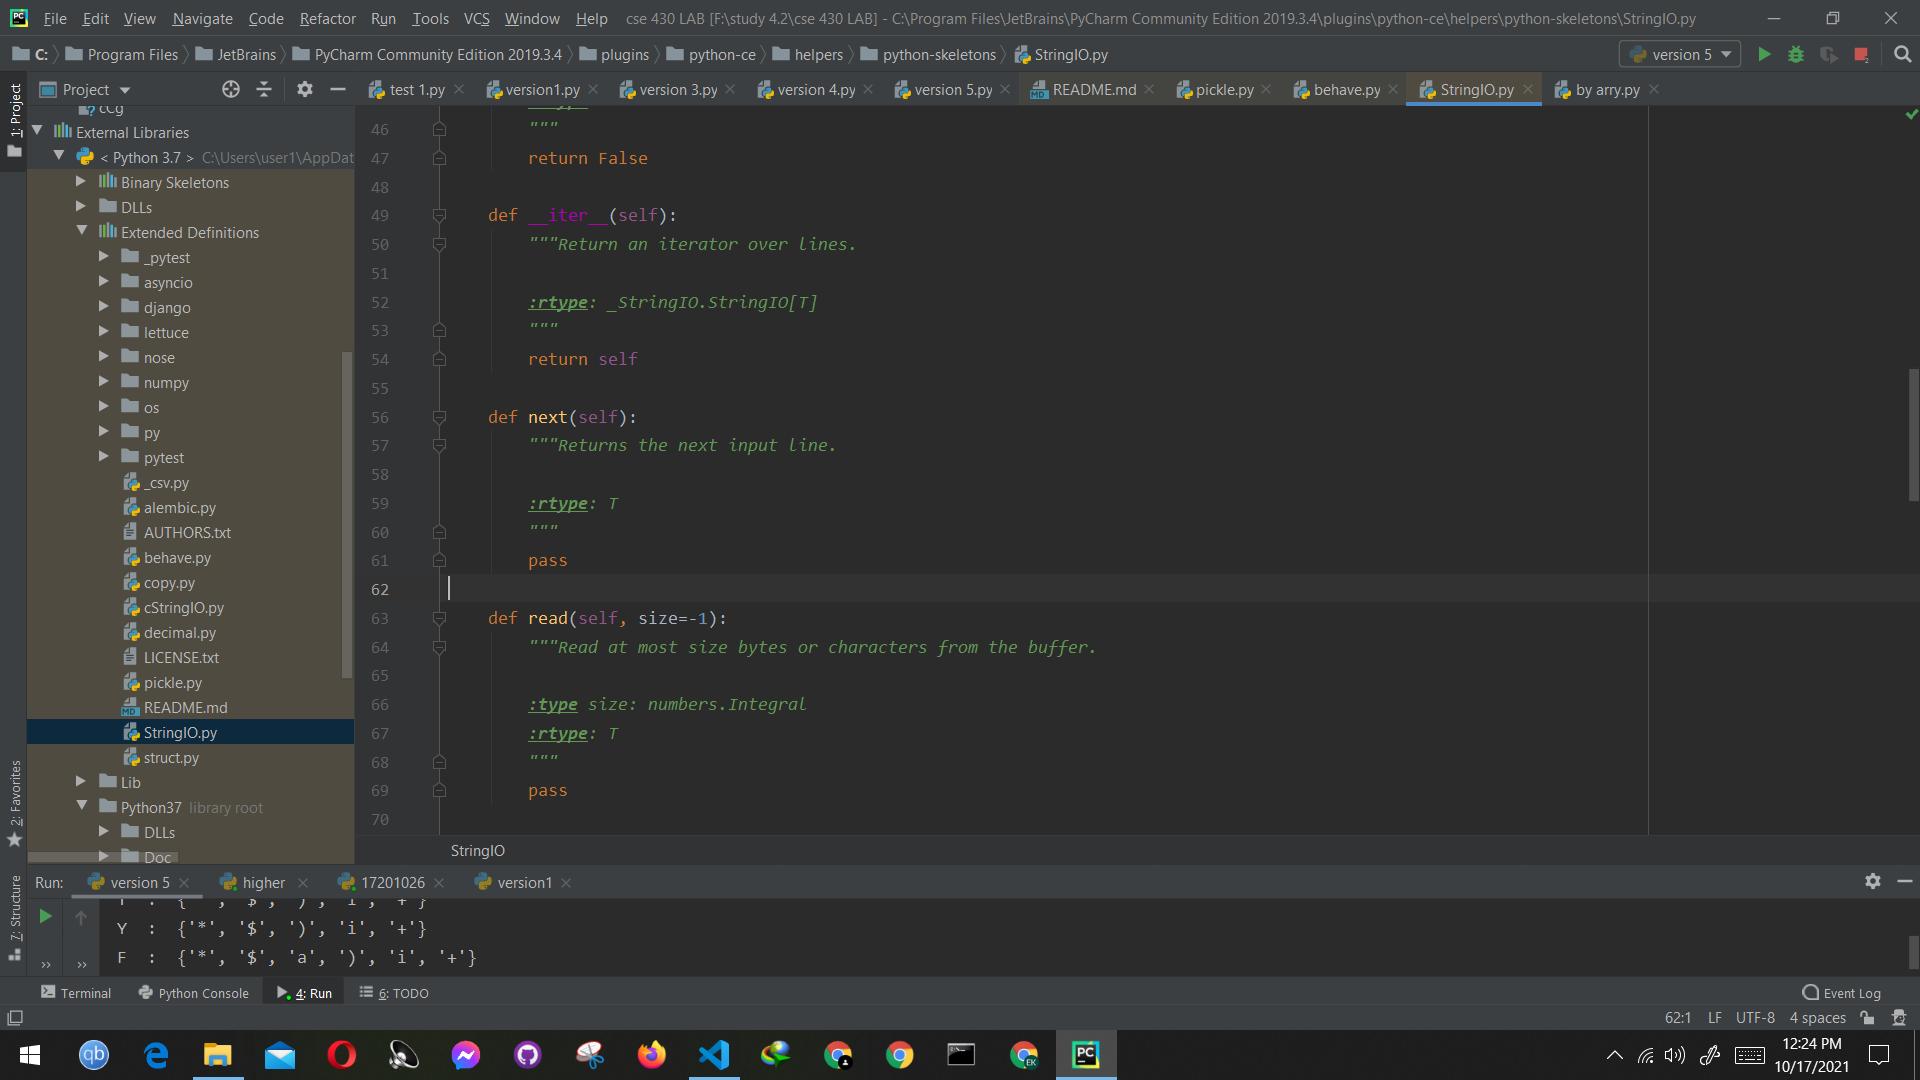 File Edit View Navigate Code Refactor Run Tools VCS Window Help cse 430 LAB [F:\study 4.2\cse 430 LAB] - C:\Program Files\JetBrains\PyCharm Community Edition 2019.3.4\plugins\python-ce\helpers\python-skeletons\StringIO.py
C: Program Files JetBrains PyCharm Community Edition 2019.3.4 plugins python-ce helpers python-skeletons StringIO.py version 5
Project test 1.py version1.py version 3.py version 4.py version 5.py README.md pickle.py behave.py StringIO.py by arry.py
1: Project
2: Favorites
7: Structure
External Libraries
< Python 3.7 > C:\Users\user1\AppDat
Binary Skeletons
DLLs
Extended Definitions
_pytest
asyncio
django
lettuce
nose
numpy
os
py
pytest
_csv.py
alembic.py
AUTHORS.txt
behave.py
copy.py
cStringIO.py
decimal.py
LICENSE.txt
pickle.py
README.md
StringIO.py
struct.py
Lib
Python37 library root
DLLs
Doc
46 """
47 return False
48
49 def __iter__(self):
50 """Return an iterator over lines.
51
52 :rtype: _StringIO.StringIO[T]
53 """
54 return self
55
56 def next(self):
57 """Returns the next input line.
58
59 :rtype: T
60 """
61 pass
62
63 def read(self, size=-1):
64 """Read at most size bytes or characters from the buffer.
65
66 :type size: numbers.Integral
67 :rtype: T
68 """
69 pass
70
StringIO
Run: version 5 higher 17201026 version1
Y : {'*', '$', ')', 'i', '+'}
F : {'*', '$', 'a', ')', 'i', '+'}
Terminal Python Console 4: Run 6: TODO Event Log
62:1 LF UTF-8 4 spaces
qb PC EK
12:24 PM
10/17/2021